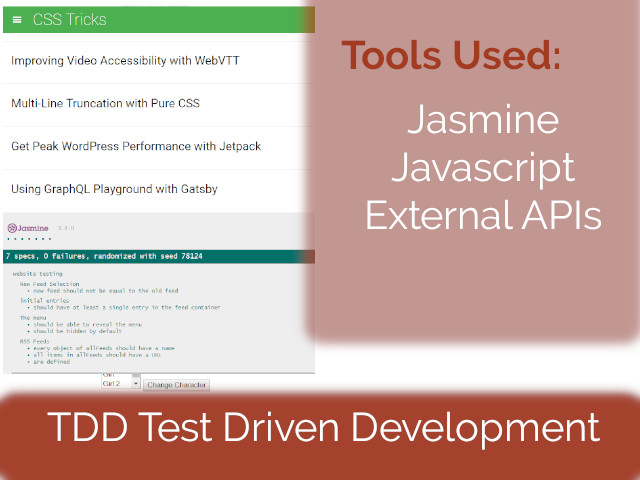 CSS Tricks
Improving Video Accessibility with WebVTT
Multi-Line Truncation with Pure CSS
Get Peak WordPress Performance with Jetpack
Using GraphQL Playground with Gatsby
Jasmine 3.4.0
7 specs, 0 failures, randomized with seed 78124
website testing
New Feed Selection
• new feed should not be equal to the old feed
Initial entries
• should have at least a single entry in the feed container
The menu
• should be able to reveal the menu
• should be hidden by default
RSS Feeds
• every object of allFeeds should have a name
• all items in allFeeds should have a URL
• are defined
Girl 2
Change Character
Tools Used:
Jasmine
Javascript
External APIs
TDD Test Driven Development